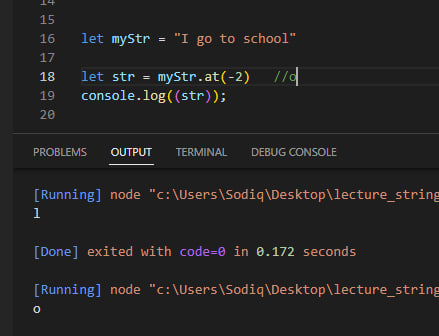 14
15
16 let myStr = "I go to school"
17
18 let str = myStr.at(-2) //o
19 console.log((str));
20
PROBLEMS OUTPUT TERMINAL DEBUG CONSOLE
[Running] node "c:\Users\Sodiq\Desktop\lecture_string
l
[Done] exited with code=0 in 0.172 seconds
[Running] node "c:\Users\Sodiq\Desktop\lecture_string
o